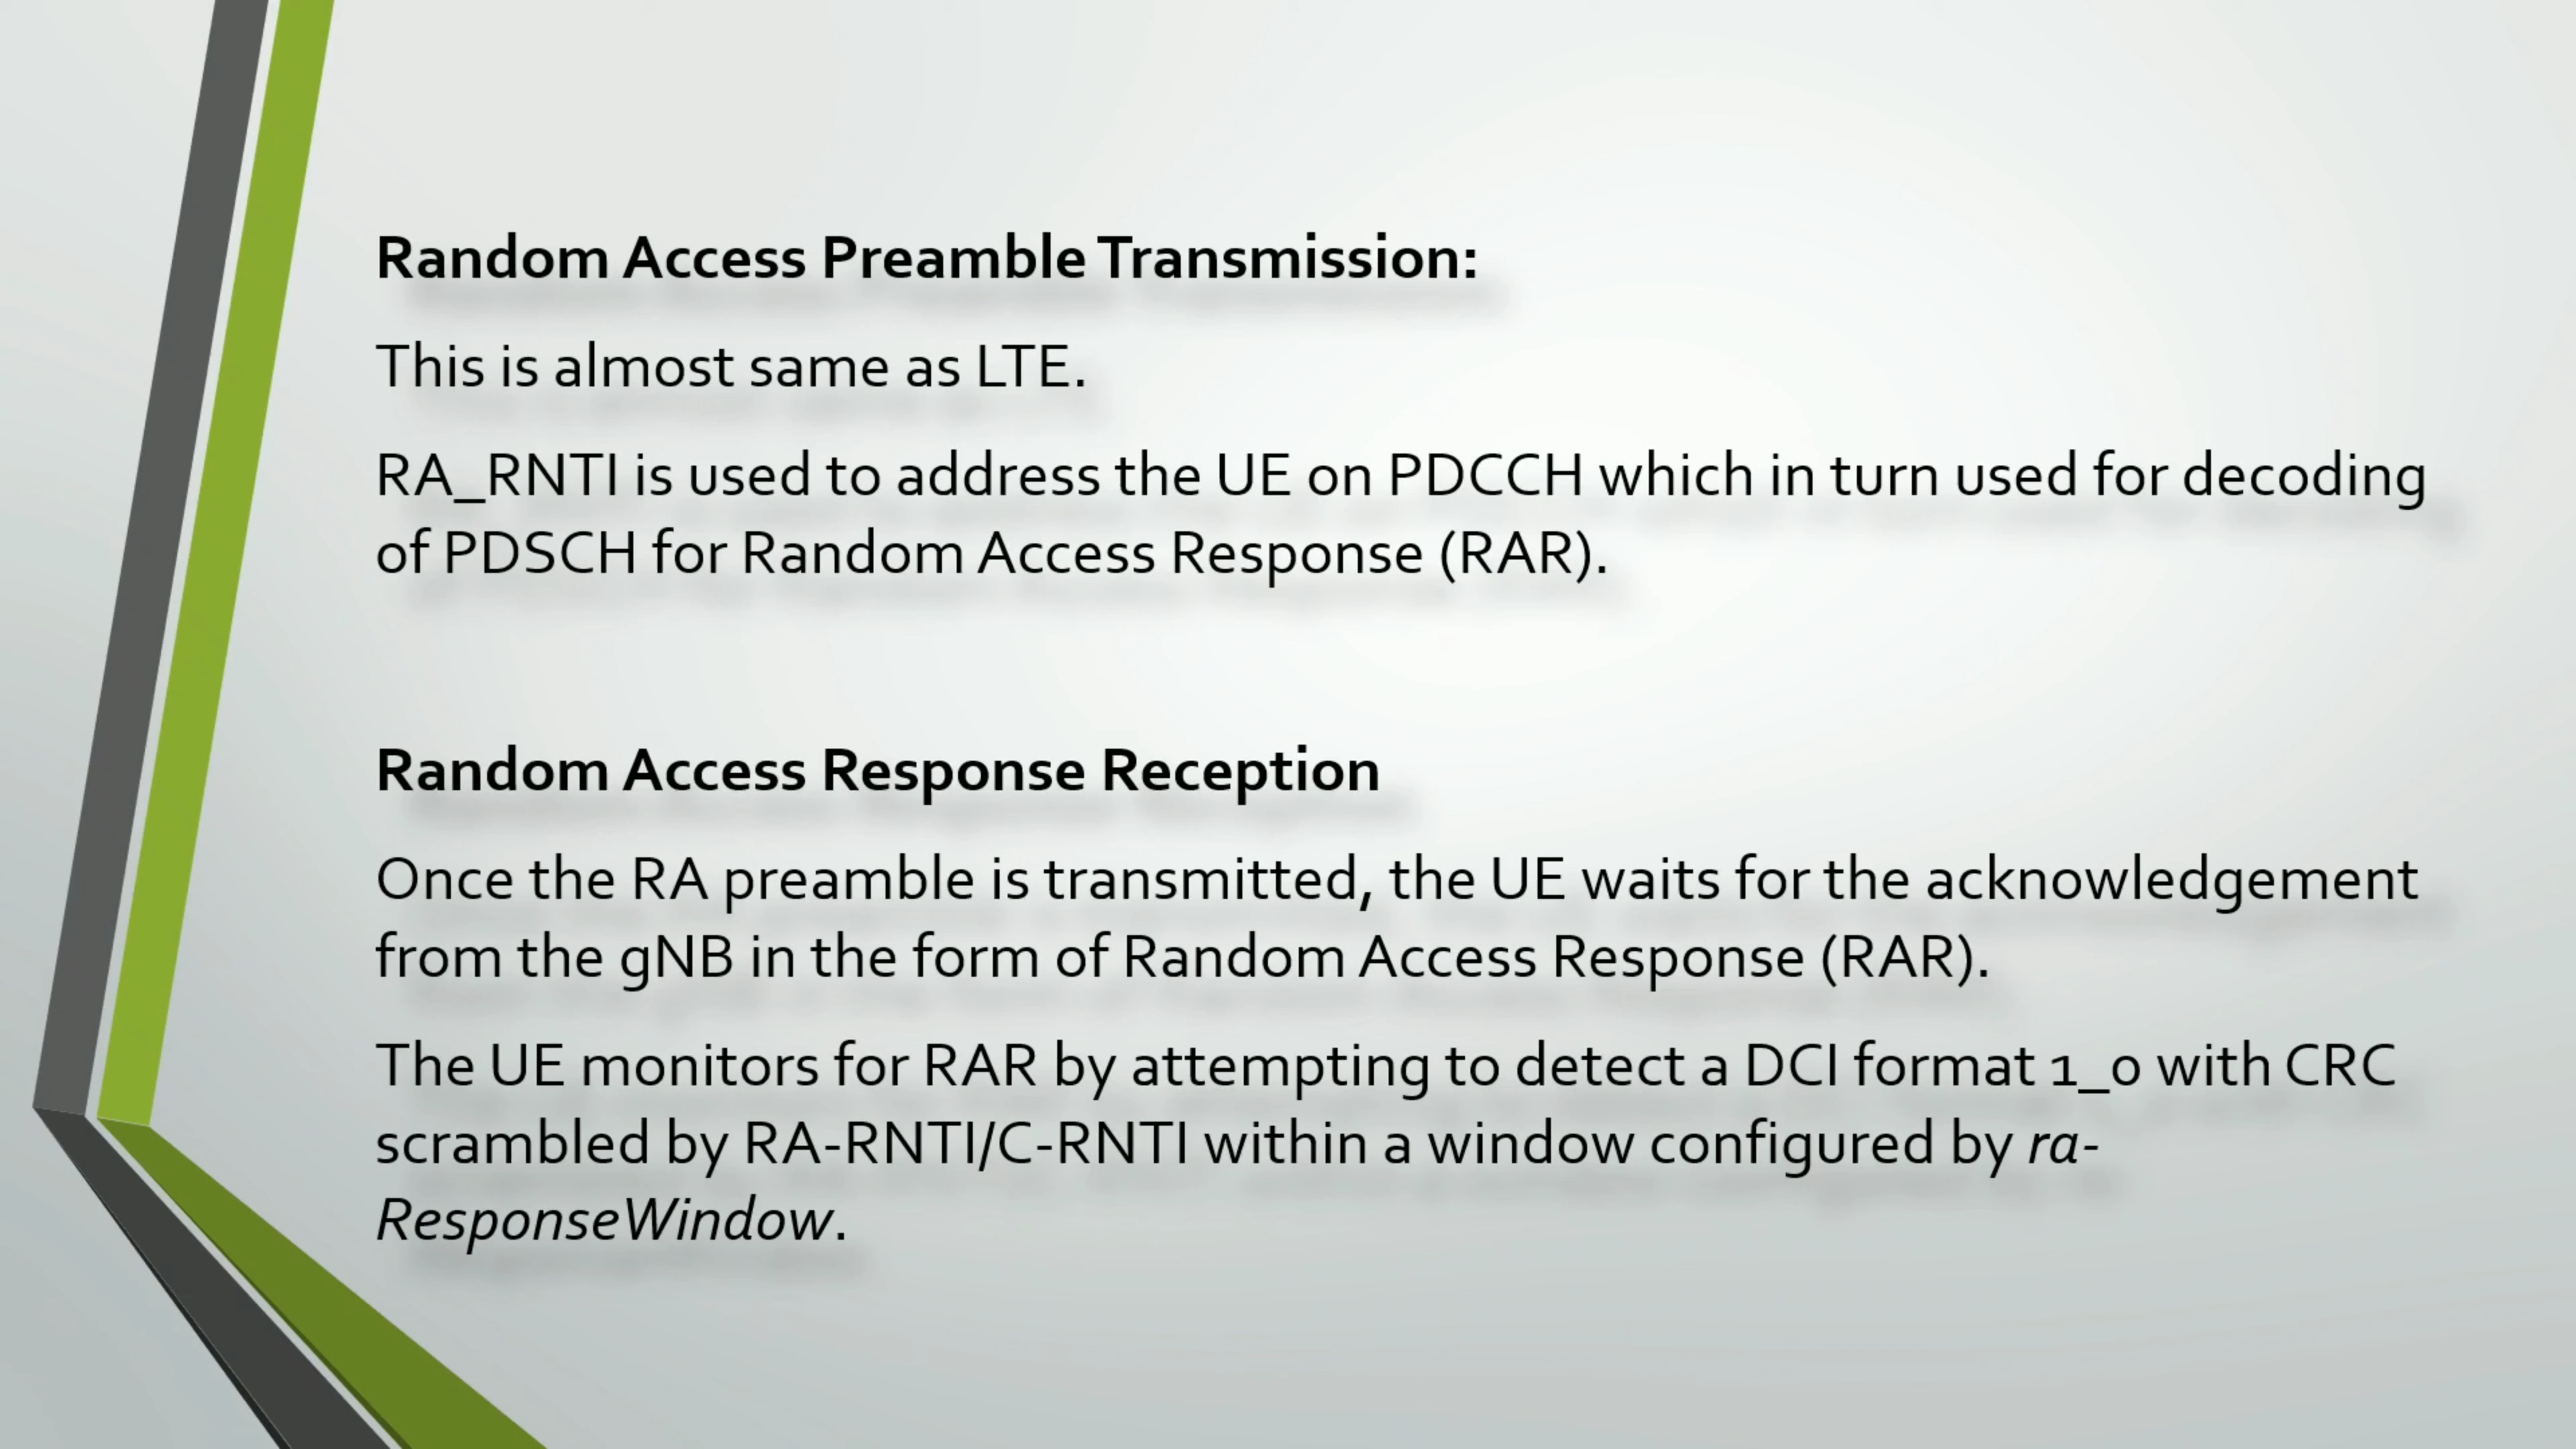 Random Access Preamble Transmission:
This is almost same as LTE.
RA_RNTI is used to address the UE on PDCCH which in turn used for decoding
of PDSCH for Random Access Response (RAR).
Random Access Response Reception
Once the RA preamble is transmitted, the UE waits for the acknowledgement
from the gNB in the form of Random Access Response (RAR).
The UE monitors for RAR by attempting to detect a DCI format 1_0 with CRC
scrambled by RA-RNTI/C-RNTI within a window configured by ra-
ResponseWindow.